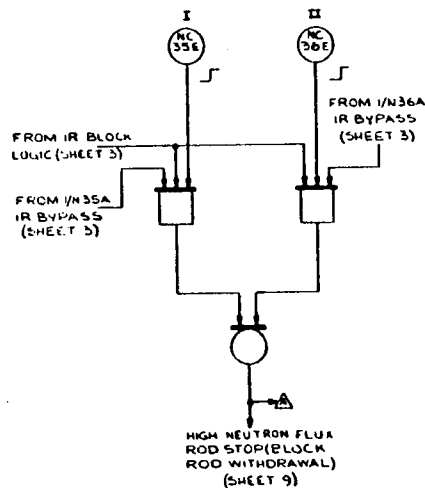 I
II
NC
35E
NC
36E
FROM I/N36A
IR BYPASS
(SHEET 3)
FROM IR BLOCK
LOGIC (SHEET 3)
FROM I/N35A
IR BYPASS
(SHEET 3)
HIGH NEUTRON FLUX
ROD STOP (BLOCK
ROD WITHDRAWAL)
(SHEET 9)